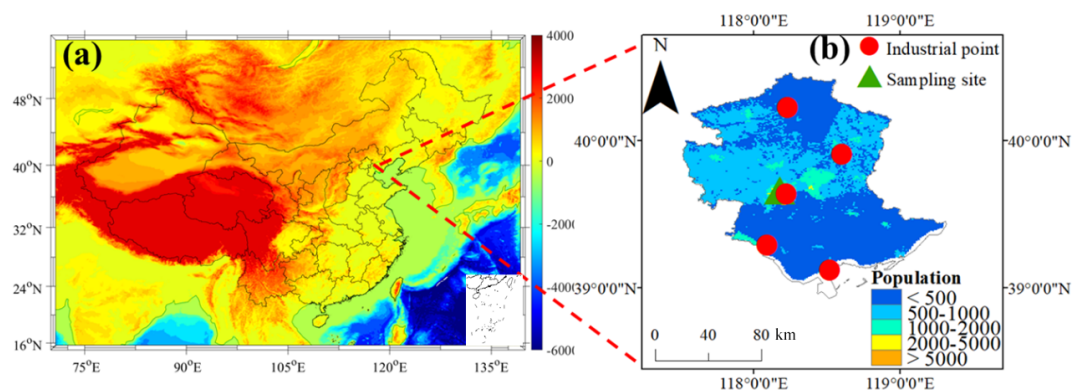 (a)
48°N
40°N
32°N
24°N
16°N
75°E
90°E
105°E
120°E
135°E
4000
2000
0
-2000
-4000
-6000
118°0'0"E 119°0'0"E
N
(b)
Industrial point
Sampling site
40°0'0"N
39°0'0"N
40°0'0"N
39°0'0"N
Population
< 500
500-1000
1000-2000
2000-5000
> 5000
0 40 80 km
118°0'0"E 119°0'0"E